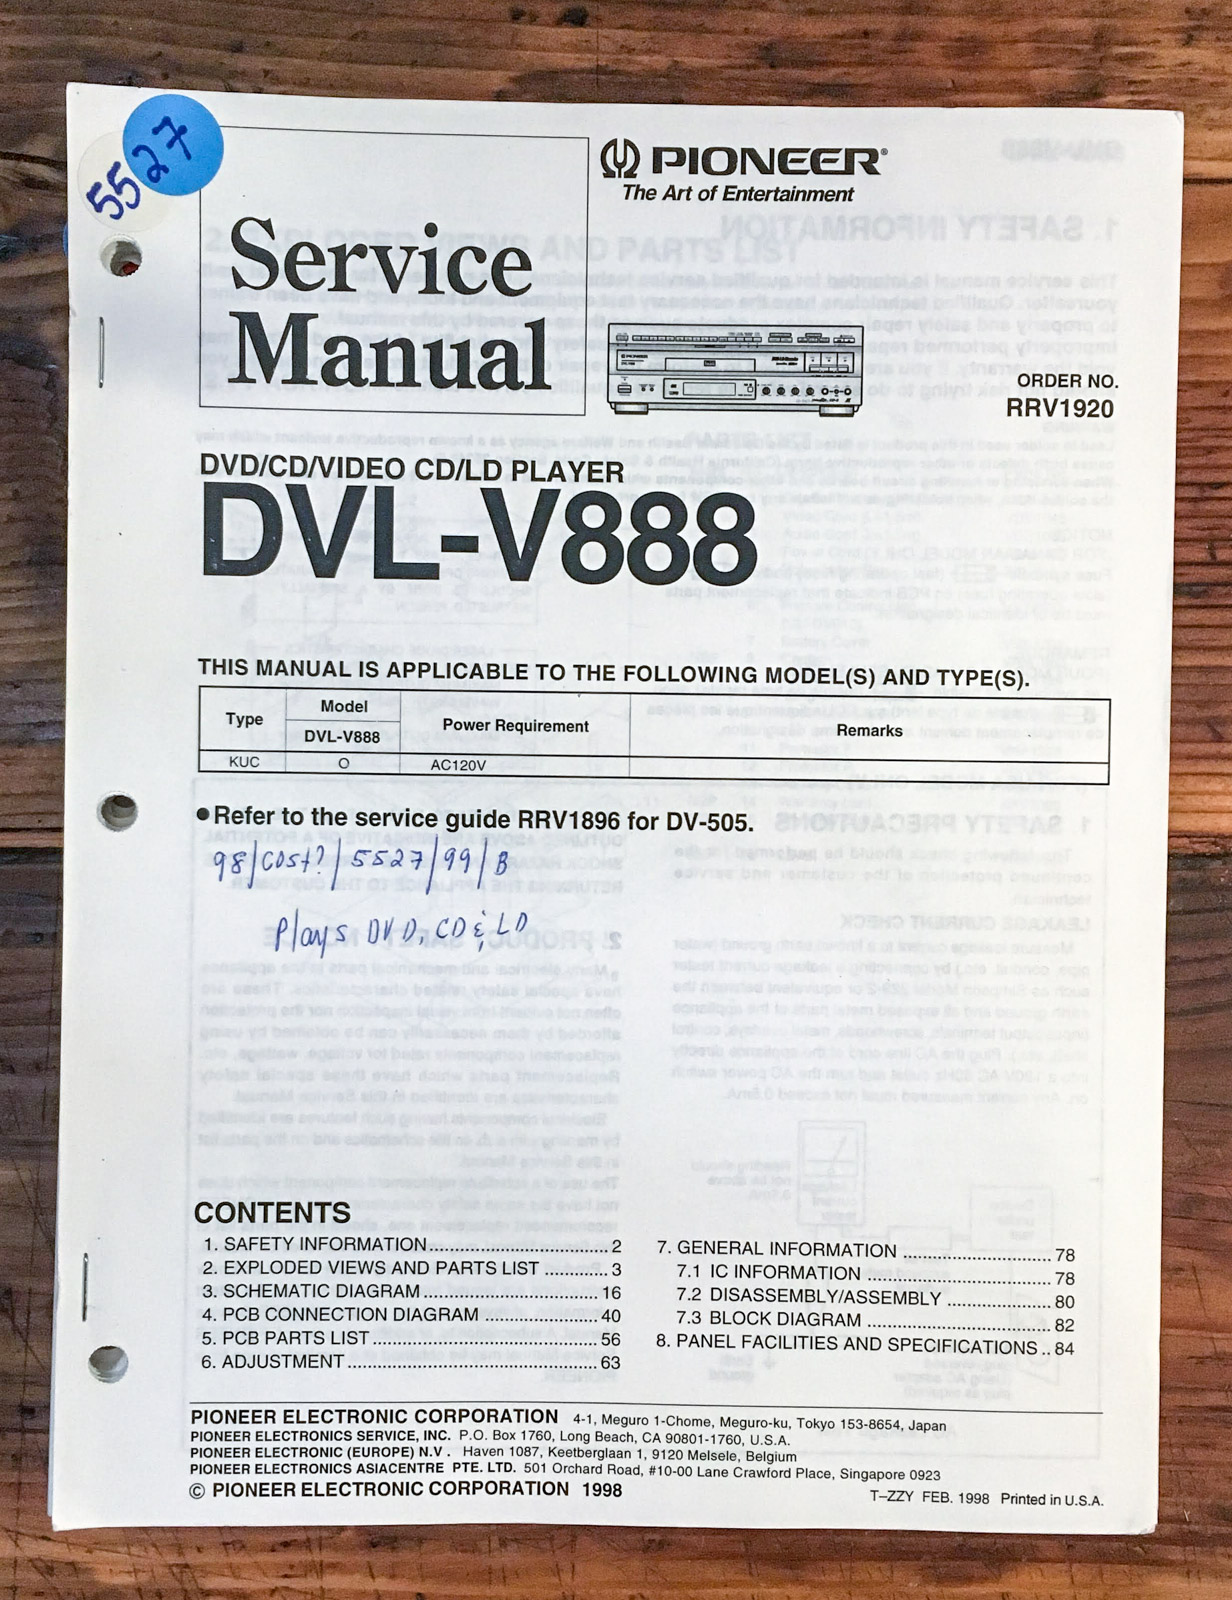 5527
PIONEER®
The Art of Entertainment
Service
Manual
PIONEER
ORDER NO.
RRV1920
DVD/CD/VIDEO CD/LD PLAYER
DVL-V888
THIS MANUAL IS APPLICABLE TO THE FOLLOWING MODEL(S) AND TYPE(S).
Type Model Power Requirement Remarks
DVL-V888
KUC O AC120V
● Refer to the service guide RRV1896 for DV-505.
98/COST?/5527/99/B
Plays DVD, CD & LD
CONTENTS
1. SAFETY INFORMATION .......... 2
2. EXPLODED VIEWS AND PARTS LIST .......... 3
3. SCHEMATIC DIAGRAM .......... 16
4. PCB CONNECTION DIAGRAM .......... 40
5. PCB PARTS LIST .......... 56
6. ADJUSTMENT .......... 63
7. GENERAL INFORMATION .......... 78
7.1 IC INFORMATION .......... 78
7.2 DISASSEMBLY/ASSEMBLY .......... 80
7.3 BLOCK DIAGRAM .......... 82
8. PANEL FACILITIES AND SPECIFICATIONS .. 84
PIONEER ELECTRONIC CORPORATION 4-1, Meguro 1-Chome, Meguro-ku, Tokyo 153-8654, Japan
PIONEER ELECTRONICS SERVICE, INC. P.O. Box 1760, Long Beach, CA 90801-1760, U.S.A.
PIONEER ELECTRONIC (EUROPE) N.V. Haven 1087, Keetberglaan 1, 9120 Melsele, Belgium
PIONEER ELECTRONICS ASIACENTRE PTE. LTD. 501 Orchard Road, #10-00 Lane Crawford Place, Singapore 0923
© PIONEER ELECTRONIC CORPORATION 1998
T–ZZY FEB. 1998 Printed in U.S.A.